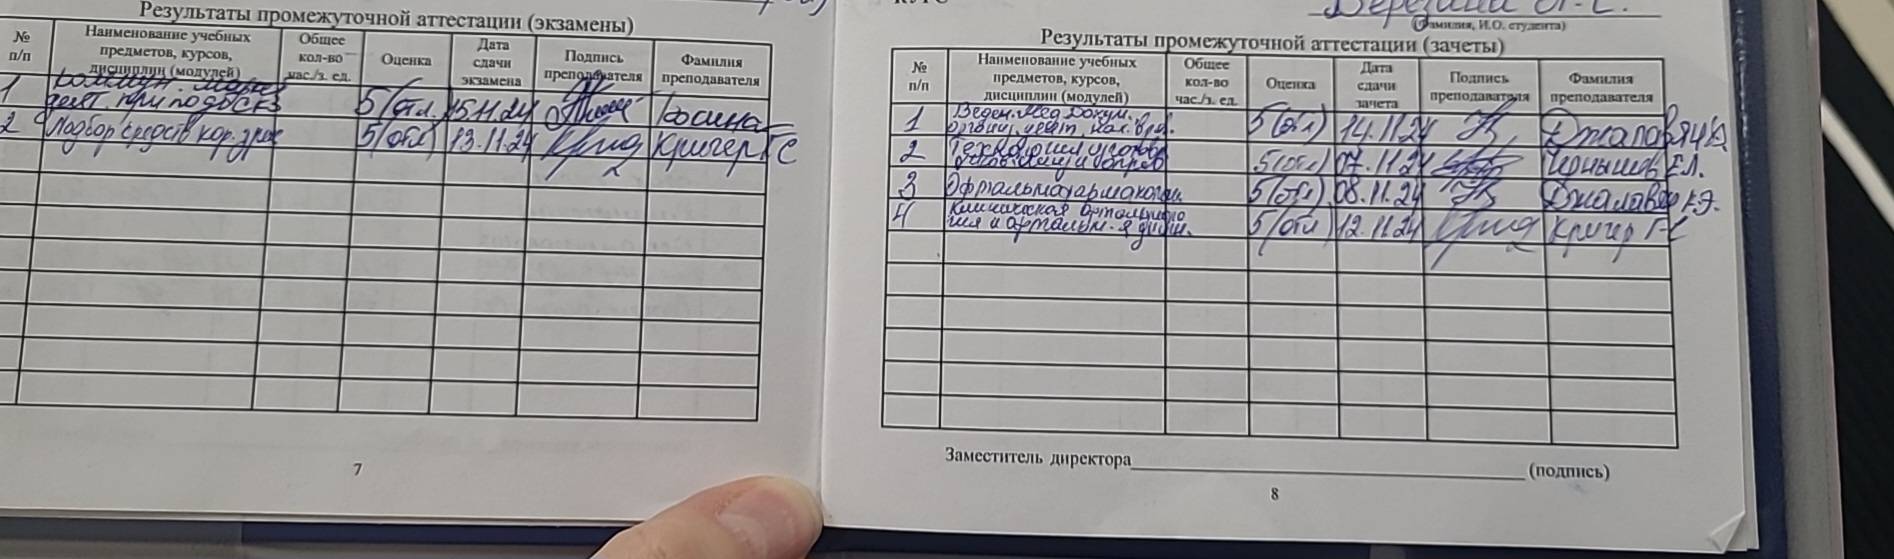 Результаты промежуточной аттестации (экзамены)
№ п/п Наименование учебных предметов, курсов, дисциплин (модулей) Общее кол-во час./з. ед. Оценка Дата сдачи экзамена Подпись преподавателя Фамилия преподавателя
1 5 (отл. 15.11.24 Косина
2 Подбор средств кор. зрен 5 (отл) 13.11.24 Кригер Г С
7
(Фамилия, И.О. студента)
Результаты промежуточной аттестации (зачеты)
№ п/п Наименование учебных предметов, курсов, дисциплин (модулей) Общее кол-во час./з. ед. Оценка Дата сдачи зачета Подпись преподавателя Фамилия преподавателя
1 Веден. Мед. Докум. 5 (отл) 14.11.24
2 Технология 5 (отл) 07.11.24 Чернышев Е.Л.
3 Офтальмофармакология 5 (отл) 08.11.24
4 Клиническая 5 (отл) 12.11.24 Кригер Г С
Заместитель директора (подпись)
8